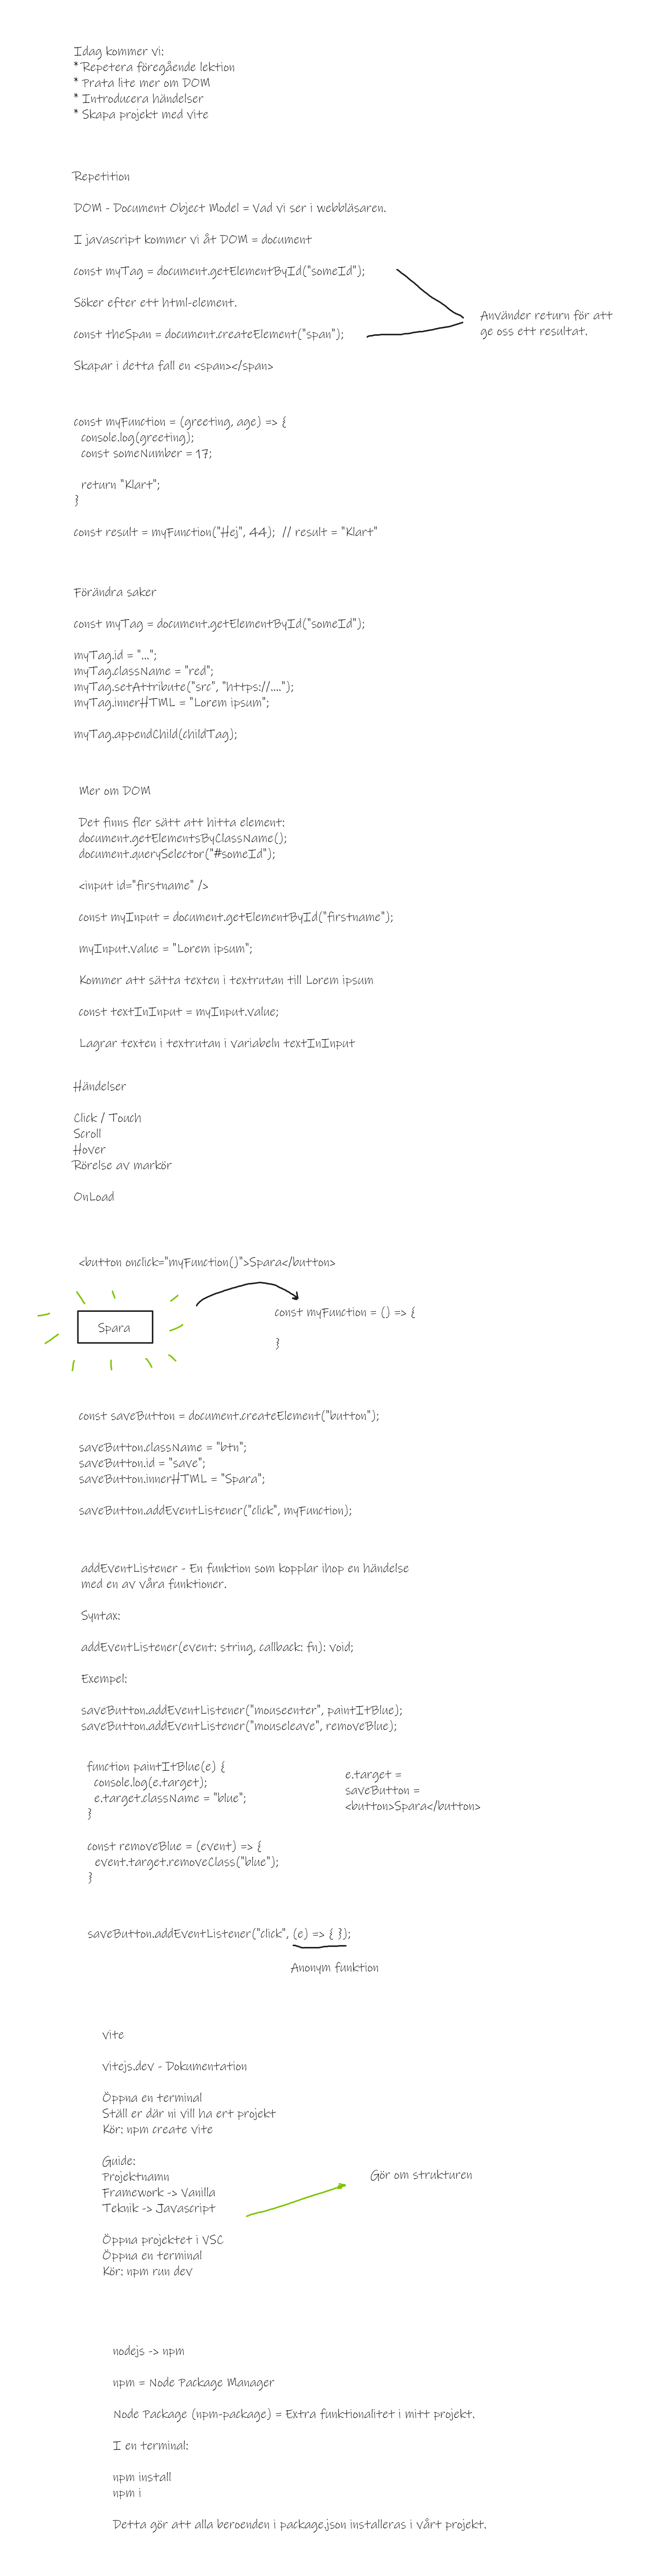 Idag kommer vi:
* Repetera föregående lektion
* Prata lite mer om DOM
* Introducera händelser
* Skapa projekt med vite
Repetition
DOM - Document Object Model = Vad vi ser i webbläsaren.
I javascript kommer vi åt DOM = document
const myTag = document.getElementById("someId");
Söker efter ett html-element.
Använder return för att
ge oss ett resultat.
const theSpan = document.createElement("span");
Skapar i detta fall en <span></span>
const myFunction = (greeting, age) => {
console.log(greeting);
const someNumber = 17;
return "Klart";
}
const result = myFunction("Hej", 44); // result = "Klart"
Förändra saker
const myTag = document.getElementById("someId");
myTag.id = "...";
myTag.className = "red";
myTag.setAttribute("src", "https://....");
myTag.innerHTML = "Lorem ipsum";
myTag.appendChild(childTag);
Mer om DOM
Det finns fler sätt att hitta element:
document.getElementsByClassName();
document.querySelector("#someId");
<input id="firstname" />
const myInput = document.getElementById("firstname");
myInput.value = "Lorem ipsum";
Kommer att sätta texten i textrutan till Lorem ipsum
const textInInput = myInput.value;
Lagrar texten i textrutan i variabeln textInInput
Händelser
Click / Touch
Scroll
Hover
Rörelse av markör
OnLoad
<button onclick="myFunction()">Spara</button>
const myFunction = () => {
Spara
}
const saveButton = document.createElement("button");
saveButton.className = "btn";
saveButton.id = "save";
saveButton.innerHTML = "Spara";
saveButton.addEventListener("click", myFunction);
addEventListener - En funktion som kopplar ihop en händelse
med en av våra funktioner.
Syntax:
addEventListener(event: string, callback: fn): void;
Exempel:
saveButton.addEventListener("mouseenter", paintItBlue);
saveButton.addEventListener("mouseleave", removeBlue);
function paintItBlue(e) {
console.log(e.target);
e.target.className = "blue";
}
e.target =
saveButton =
<button>Spara</button>
const removeBlue = (event) => {
event.target.removeClass("blue");
}
saveButton.addEventListener("click", (e) => { });
Anonym funktion
vite
vitejs.dev - Dokumentation
Öppna en terminal
Ställ er där ni vill ha ert projekt
Kör: npm create vite
Guide:
Projektnamn
Framework -> Vanilla
Teknik -> Javascript
Gör om strukturen
Öppna projektet i VSC
Öppna en terminal
Kör: npm run dev
nodejs -> npm
npm = Node Package Manager
Node Package (npm-package) = Extra funktionalitet i mitt projekt.
I en terminal:
npm install
npm i
Detta gör att alla beroenden i package.json installeras i vårt projekt.